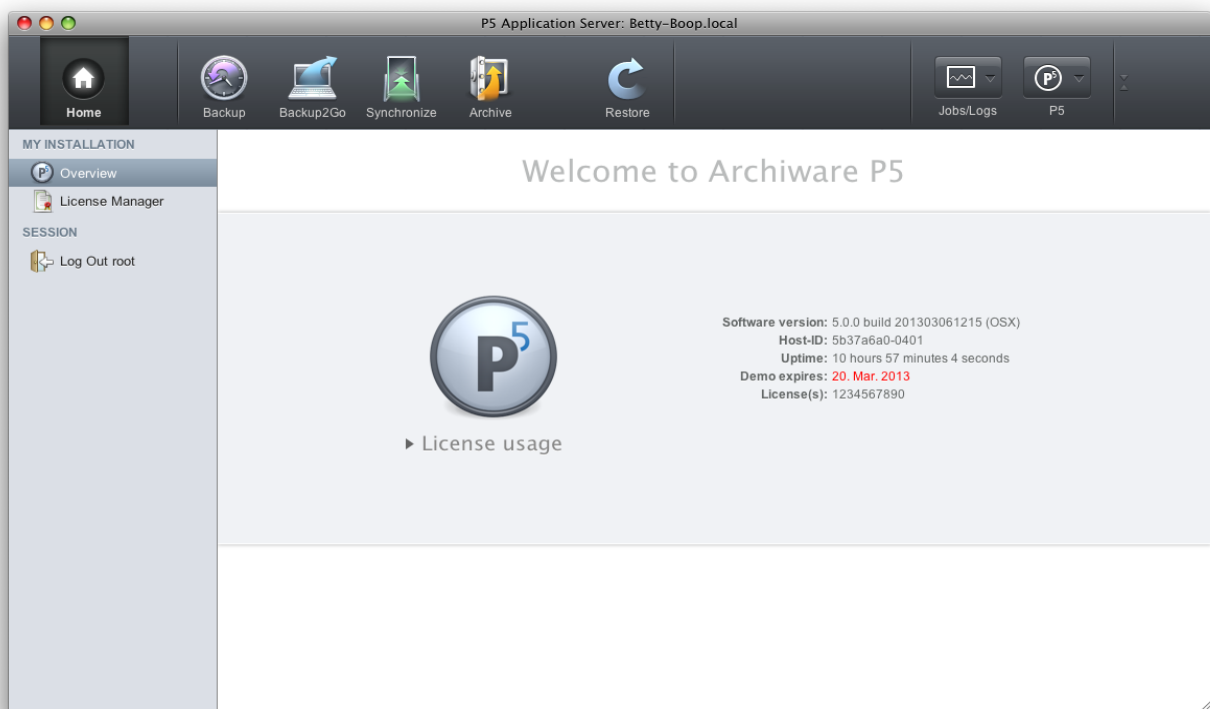 P5 Application Server: Betty-Boop.local
Home
Backup
Backup2Go
Synchronize
Archive
Restore
Jobs/Logs
P5
P5
MY INSTALLATION
P5 Overview
License Manager
SESSION
Log Out root
Welcome to Archiware P5
P5
License usage
Software version: 5.0.0 build 201303061215 (OSX)
Host-ID: 5b37a6a0-0401
Uptime: 10 hours 57 minutes 4 seconds
Demo expires: 20. Mar. 2013
License(s): 1234567890